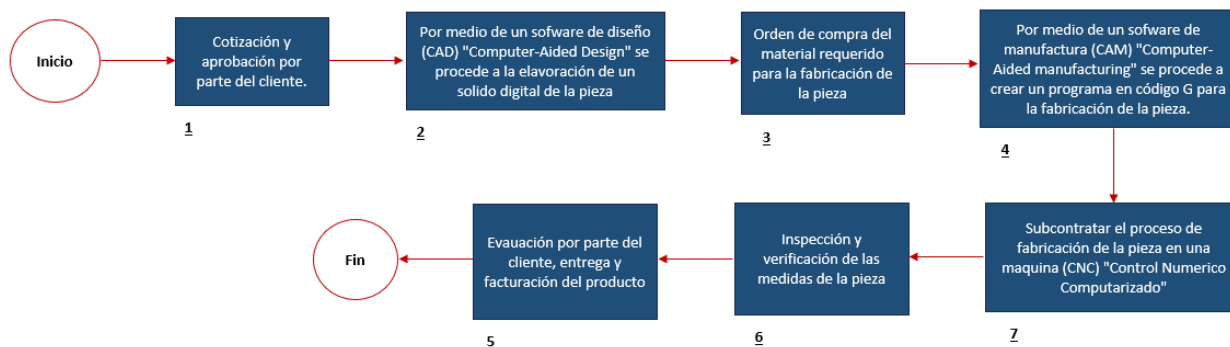 Inicio
Cotización y
aprobación por
parte del cliente.
1
Por medio de un sofware de diseño
(CAD) "Computer-Aided Design" se
procede a la elavoración de un
solido digital de la pieza
2
Orden de compra del
material requerido
para la fabricación de
la pieza
3
Por medio de un sofware de
manufactura (CAM) "Computer-
Aided manufacturing" se procede a
crear un programa en código G para
la fabricación de la pieza.
4
Subcontratar el proceso de
fabricación de la pieza en una
maquina (CNC) "Control Numerico
Computarizado"
7
Inspección y
verificación de las
medidas de la pieza
6
Evauación por parte del
cliente, entrega y
facturación del producto
5
Fin